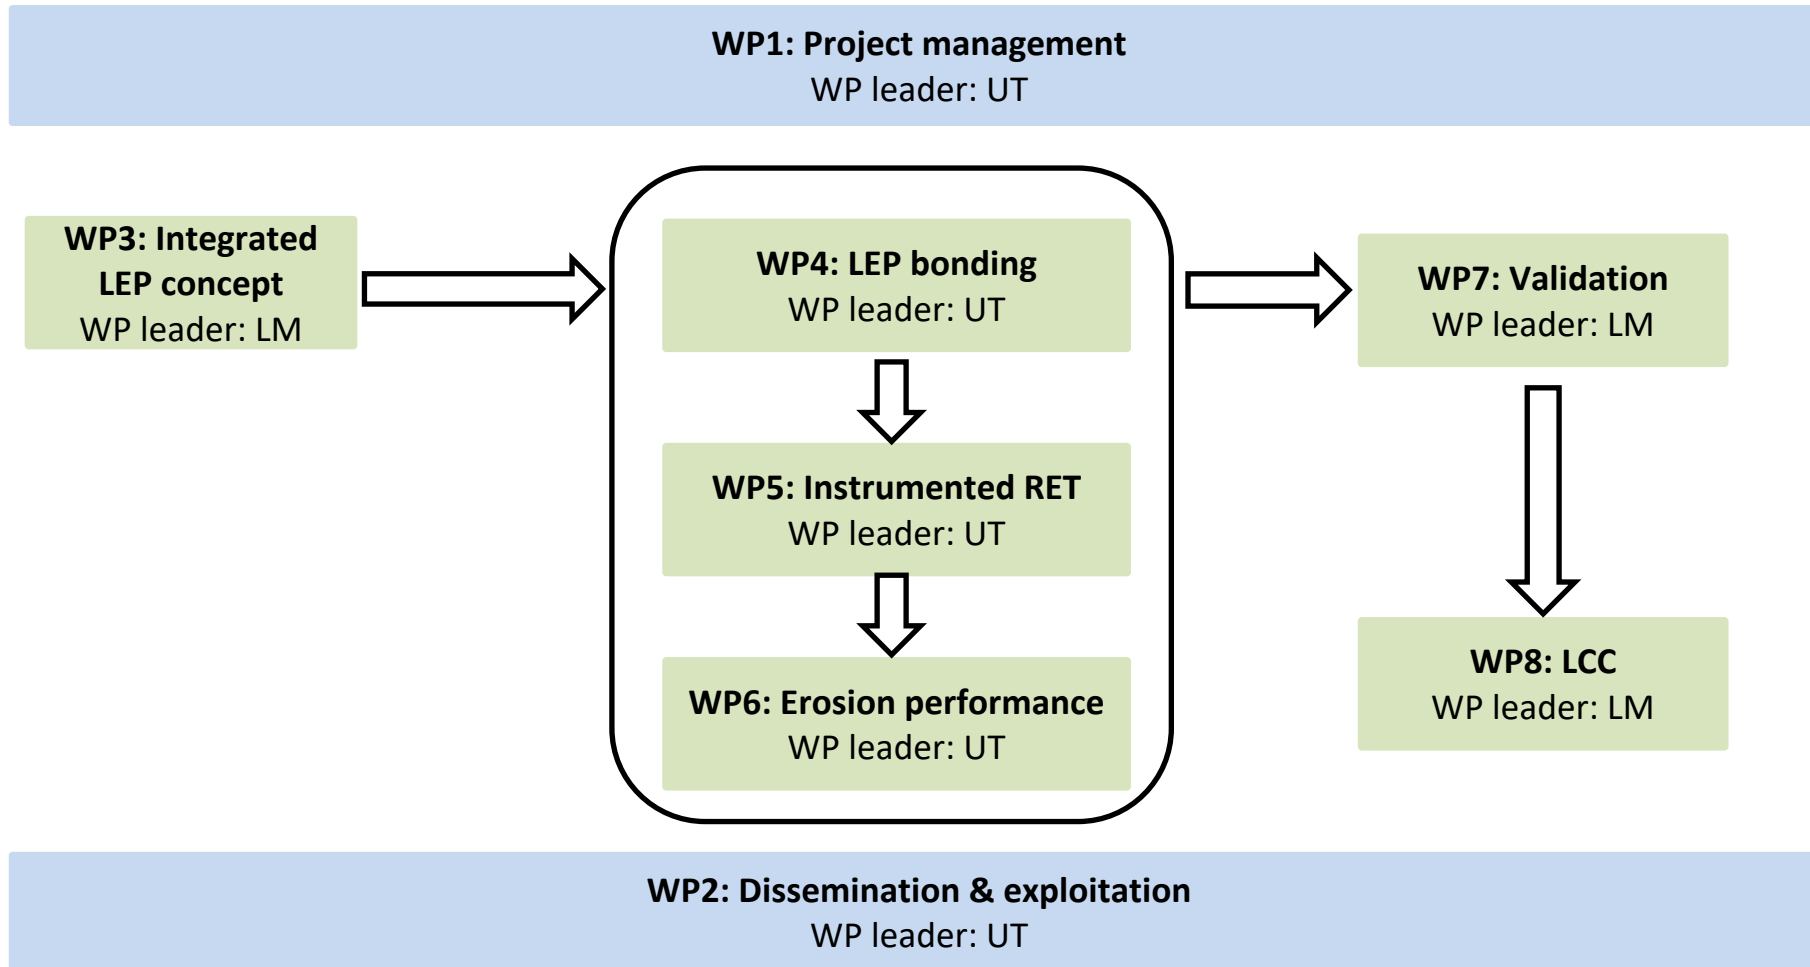 WP1: Project management
WP leader: UT
WP3: Integrated
LEP concept
WP leader: LM
WP4: LEP bonding
WP leader: UT
WP5: Instrumented RET
WP leader: UT
WP6: Erosion performance
WP leader: UT
WP7: Validation
WP leader: LM
WP8: LCC
WP leader: LM
WP2: Dissemination & exploitation
WP leader: UT